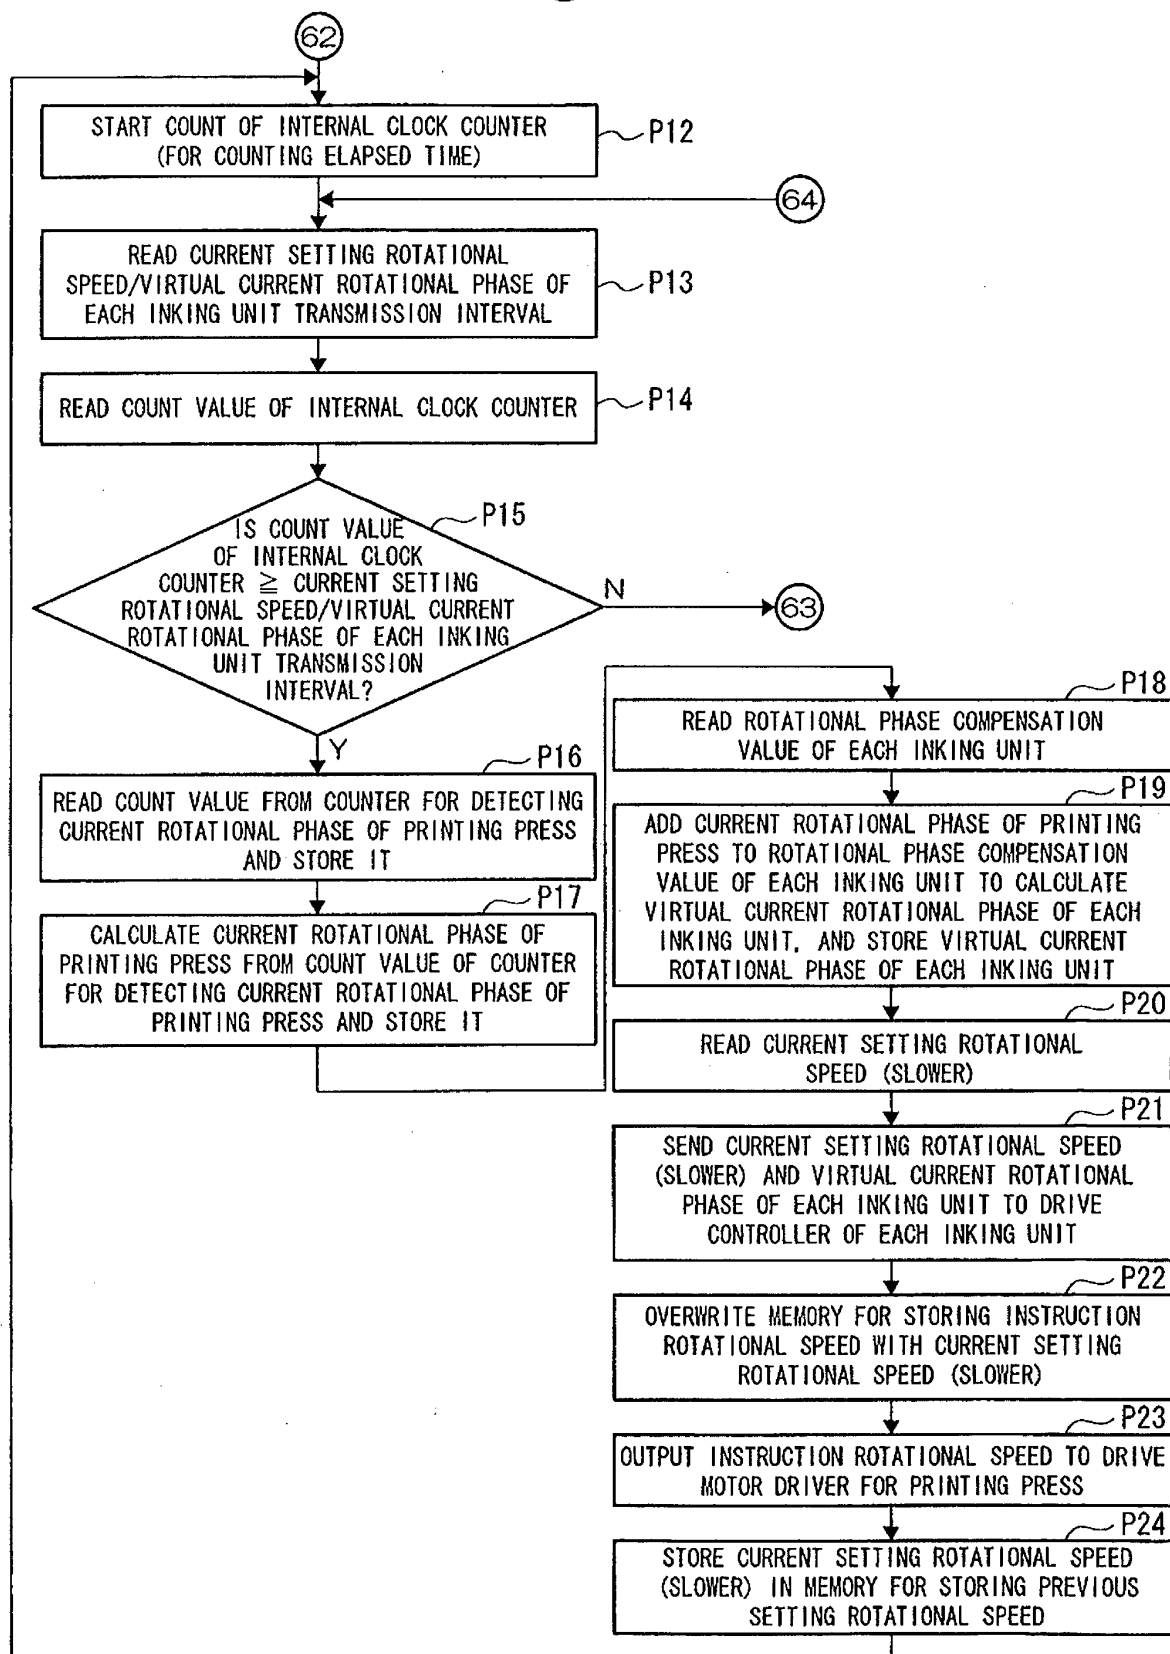 62
START COUNT OF INTERNAL CLOCK COUNTER
(FOR COUNTING ELAPSED TIME)
P12
64
READ CURRENT SETTING ROTATIONAL
SPEED/VIRTUAL CURRENT ROTATIONAL PHASE OF
EACH INKING UNIT TRANSMISSION INTERVAL
P13
READ COUNT VALUE OF INTERNAL CLOCK COUNTER
P14
P15
IS COUNT VALUE
OF INTERNAL CLOCK
COUNTER ≧ CURRENT SETTING
ROTATIONAL SPEED/VIRTUAL CURRENT
ROTATIONAL PHASE OF EACH INKING
UNIT TRANSMISSION
INTERVAL?
N
63
Y
P16
READ COUNT VALUE FROM COUNTER FOR DETECTING
CURRENT ROTATIONAL PHASE OF PRINTING PRESS
AND STORE IT
P17
CALCULATE CURRENT ROTATIONAL PHASE OF
PRINTING PRESS FROM COUNT VALUE OF COUNTER
FOR DETECTING CURRENT ROTATIONAL PHASE OF
PRINTING PRESS AND STORE IT
P18
READ ROTATIONAL PHASE COMPENSATION
VALUE OF EACH INKING UNIT
P19
ADD CURRENT ROTATIONAL PHASE OF PRINTING
PRESS TO ROTATIONAL PHASE COMPENSATION
VALUE OF EACH INKING UNIT TO CALCULATE
VIRTUAL CURRENT ROTATIONAL PHASE OF EACH
INKING UNIT, AND STORE VIRTUAL CURRENT
ROTATIONAL PHASE OF EACH INKING UNIT
P20
READ CURRENT SETTING ROTATIONAL
SPEED (SLOWER)
P21
SEND CURRENT SETTING ROTATIONAL SPEED
(SLOWER) AND VIRTUAL CURRENT ROTATIONAL
PHASE OF EACH INKING UNIT TO DRIVE
CONTROLLER OF EACH INKING UNIT
P22
OVERWRITE MEMORY FOR STORING INSTRUCTION
ROTATIONAL SPEED WITH CURRENT SETTING
ROTATIONAL SPEED (SLOWER)
P23
OUTPUT INSTRUCTION ROTATIONAL SPEED TO DRIVE
MOTOR DRIVER FOR PRINTING PRESS
P24
STORE CURRENT SETTING ROTATIONAL SPEED
(SLOWER) IN MEMORY FOR STORING PREVIOUS
SETTING ROTATIONAL SPEED